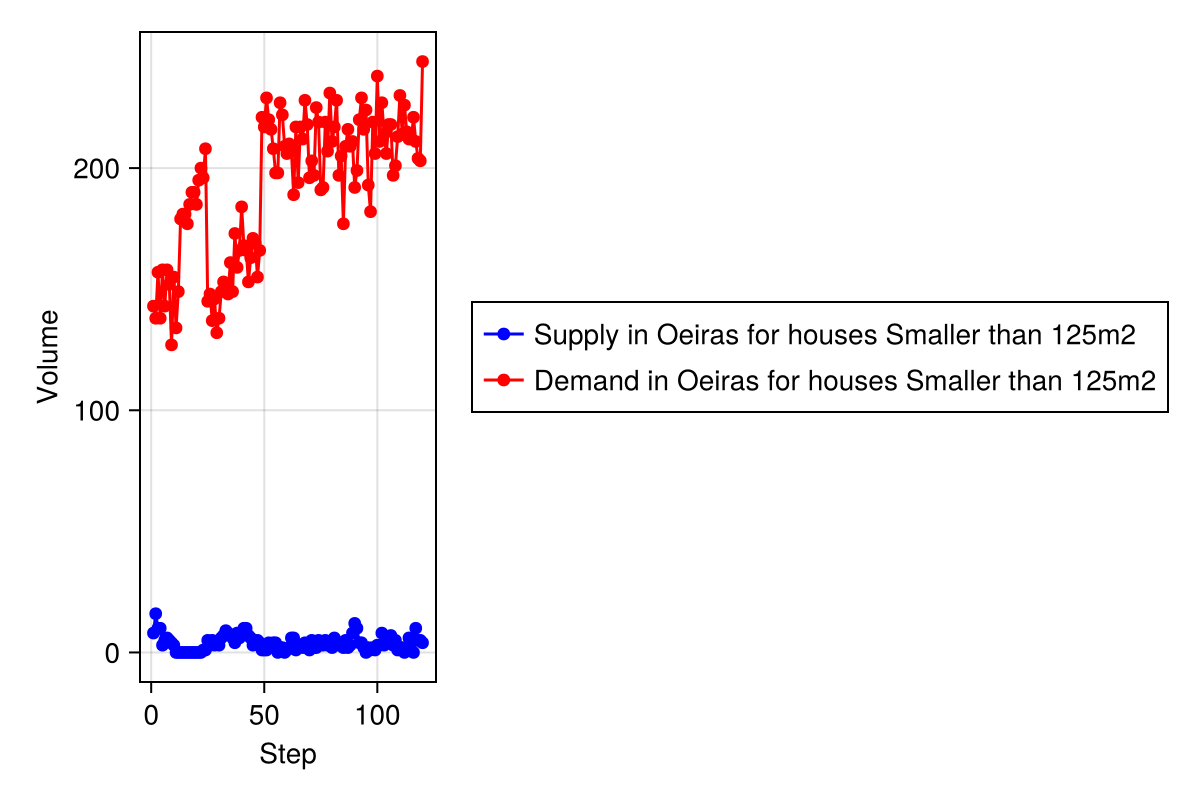 Volume
200
100
0
0 50 100
Step
Supply in Oeiras for houses Smaller than 125m2
Demand in Oeiras for houses Smaller than 125m2